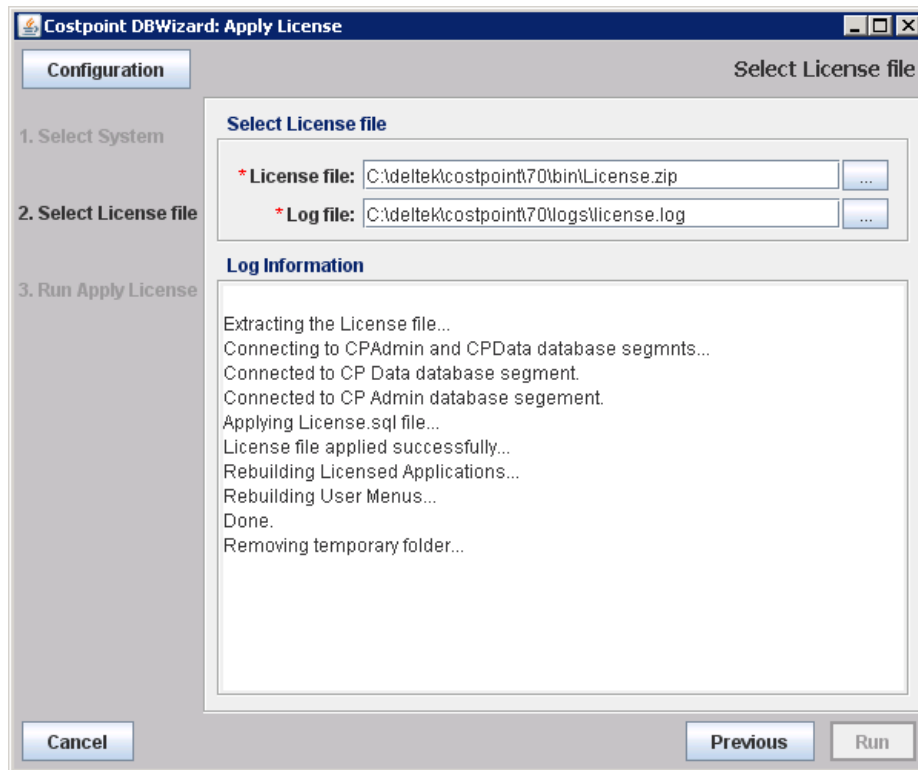 Costpoint DBWizard: Apply License
Configuration
Select License file
1. Select System
2. Select License file
3. Run Apply License
Select License file
*License file: C:\deltek\costpoint\70\bin\License.zip ...
*Log file: C:\deltek\costpoint\70\logs\license.log ...
Log Information
Extracting the License file...
Connecting to CPAdmin and CPData database segmnts...
Connected to CP Data database segment.
Connected to CP Admin database segement.
Applying License.sql file...
License file applied successfully...
Rebuilding Licensed Applications...
Rebuilding User Menus...
Done.
Removing temporary folder...
Cancel
Previous
Run